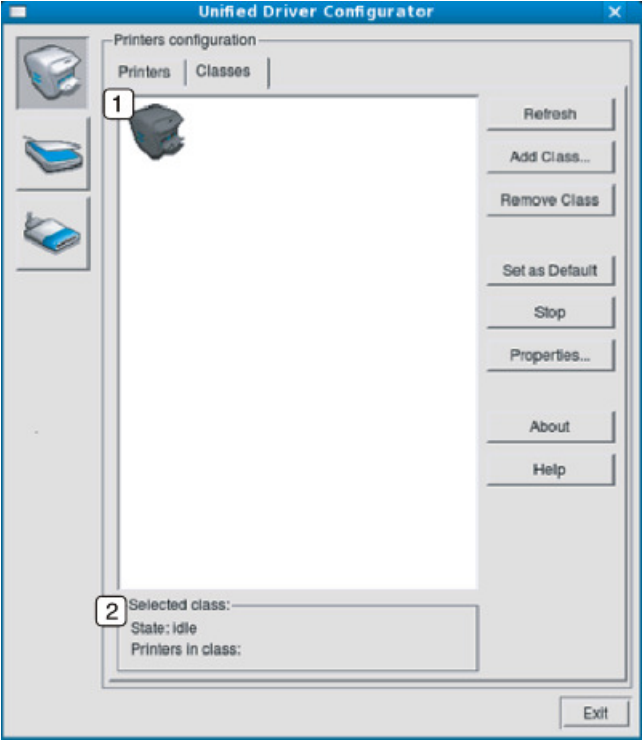 Unified Driver Configurator
Printers configuration
Printers Classes
1
Refresh
Add Class...
Remove Class
Set as Default
Stop
Properties...
About
Help
2
Selected class:
State: idle
Printers in class:
Exit